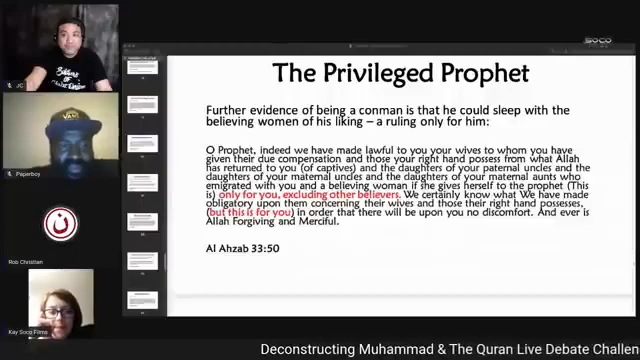 SOCO
The Privileged Prophet
Further evidence of being a conman is that he could sleep with the
believing women of his liking – a ruling only for him:
O Prophet, indeed we have made lawful to you your wives to whom you have
given their due compensation and those your right hand possess from what Allah
has returned to you (of captives) and the daughters of your paternal uncles and the
daughters of your maternal uncles and the daughters of your maternal aunts who
emigrated with you and a believing woman if she gives herself to the prophet (This
is) only for you, excluding other believers. We certainly know what We have made
obligatory upon them concerning their wives and those their right hand possesses,
(but this is for you) in order that there will be upon you no discomfort. And ever is
Allah Forgiving and Merciful.
Al Ahzab 33:50
JC
VANS
Paperboy
ن
Rob Christian
Kay Soco Films
Deconstructing Muhammad & The Quran Live Debate Challen